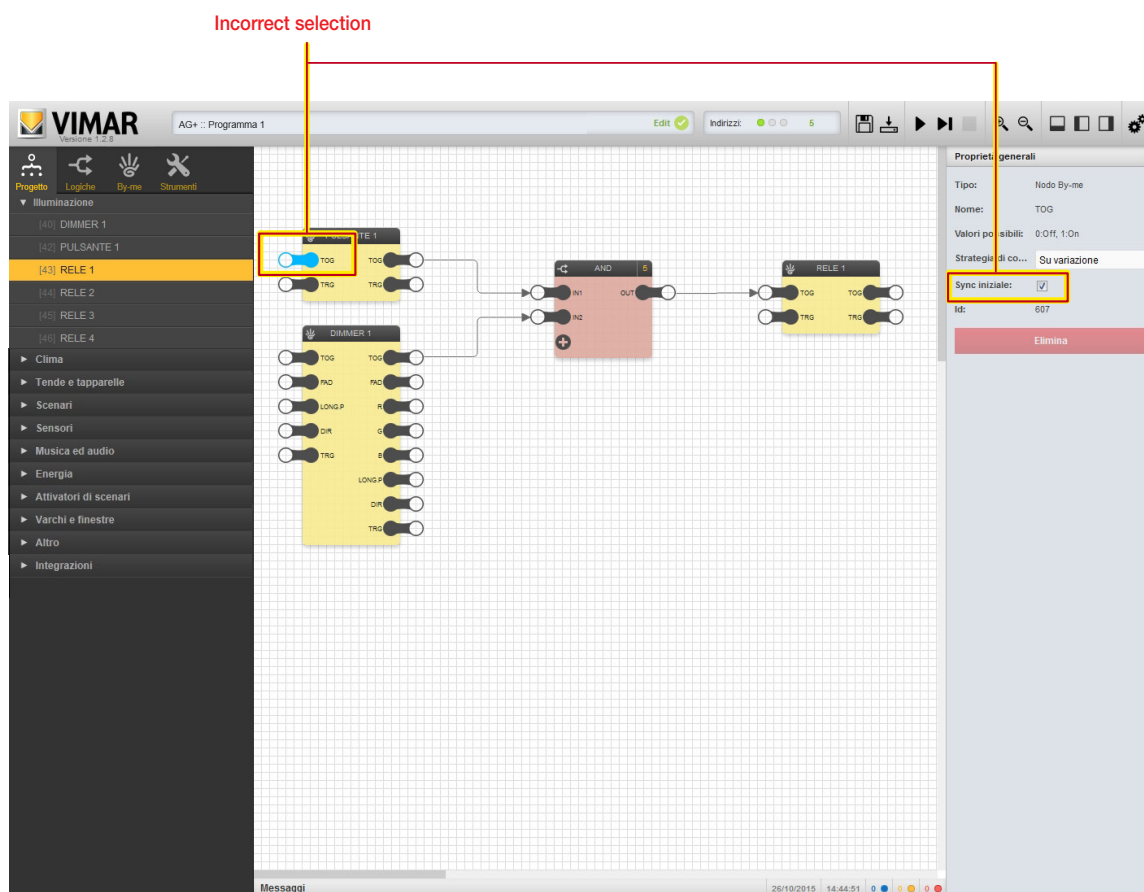 Incorrect selection
VIMAR
Versione 1.2.8
AG+ :: Programma 1
Edit
Indirizzi:
5
Progetto
Logiche
By-me
Strumenti
Illuminazione
[40] DIMMER 1
[42] PULSANTE 1
[43] RELE 1
[44] RELE 2
[45] RELE 3
[46] RELE 4
Clima
Tende e tapparelle
Scenari
Sensori
Musica ed audio
Energia
Attivatori di scenari
Varchi e finestre
Altro
Integrazioni
PULSANTE 1
TOG TOG
TRG TRG
DIMMER 1
TOG TOG
FAD FAD
LONG.P R
DIR G
TRG B
LONG.P
DIR
TRG
AND 5
IN1 OUT
IN2
RELE 1
TOG TOG
TRG TRG
Proprietà generali
Tipo: Nodo By-me
Nome: TOG
Valori possibili: 0:Off, 1:On
Strategia di co... Su variazione
Sync iniziale:
Id: 607
Elimina
Messaggi
26/10/2015 14:44:51 0 0 0